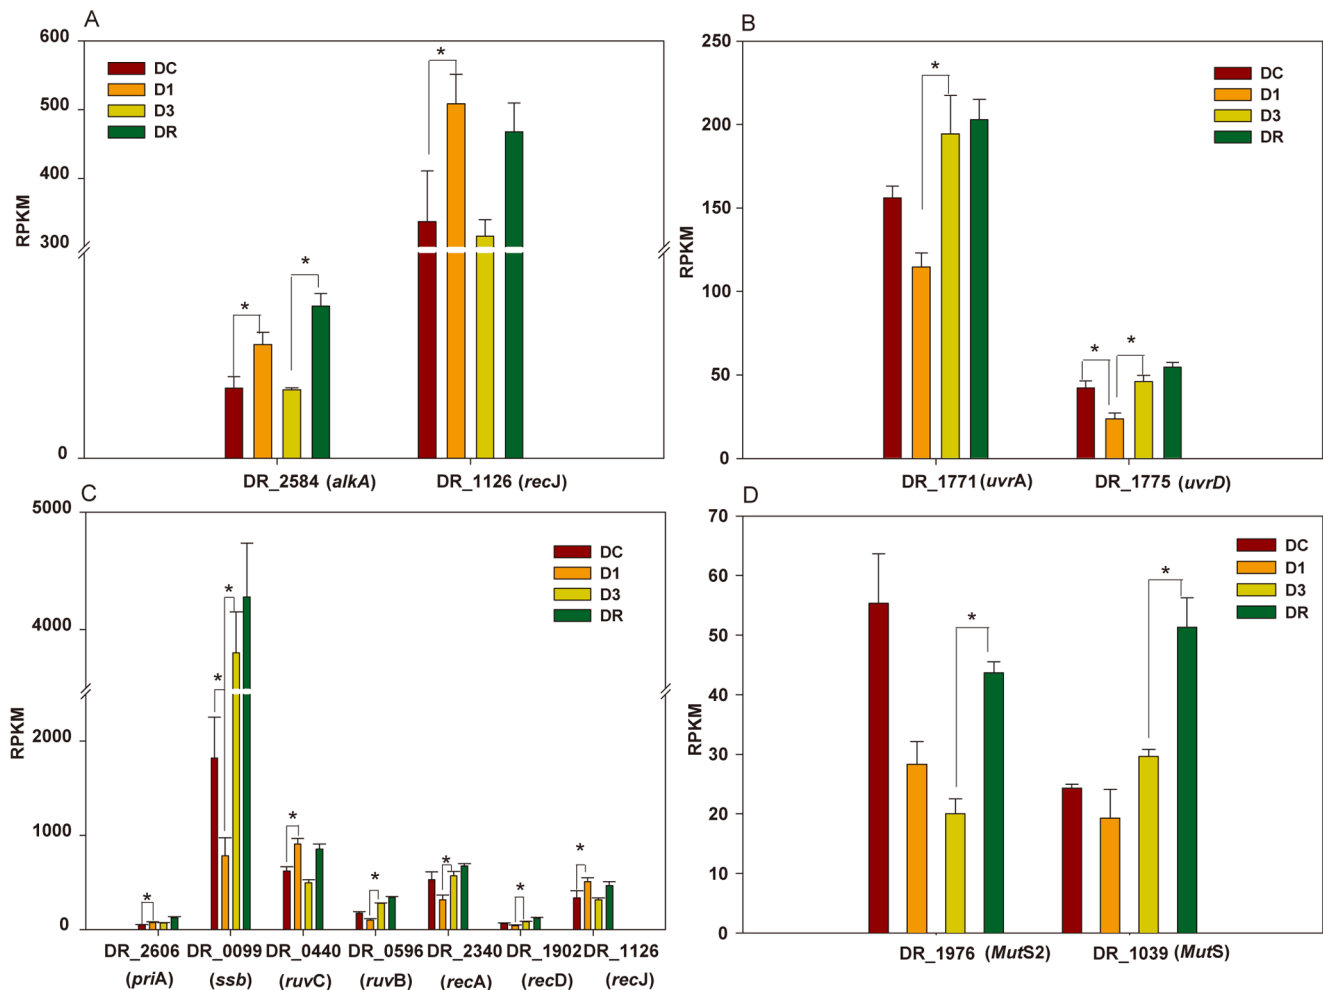 A
600
500
400
300
0
RPKM
DC
D1
D3
DR
*
*
*
DR_2584 (alkA)
DR_1126 (recJ)
B
250
200
150
100
50
0
RPKM
DC
D1
D3
DR
*
*
*
DR_1771 (uvrA)
DR_1775 (uvrD)
C
5000
4000
2000
1000
0
RPKM
DC
D1
D3
DR
*
*
*
*
*
*
*
*
DR_2606 DR_0099 DR_0440 DR_0596 DR_2340 DR_1902 DR_1126
(priA) (ssb) (ruvC) (ruvB) (recA) (recD) (recJ)
D
70
60
50
40
30
20
10
0
RPKM
DC
D1
D3
DR
*
*
DR_1976 (MutS2)
DR_1039 (MutS)